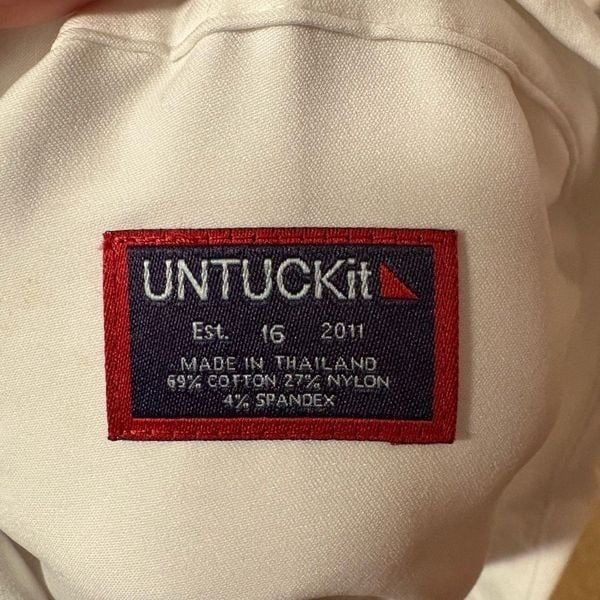 UNTUCKit
Est. 16 2011
MADE IN THAILAND
69% COTTON 27% NYLON
4% SPANDEX